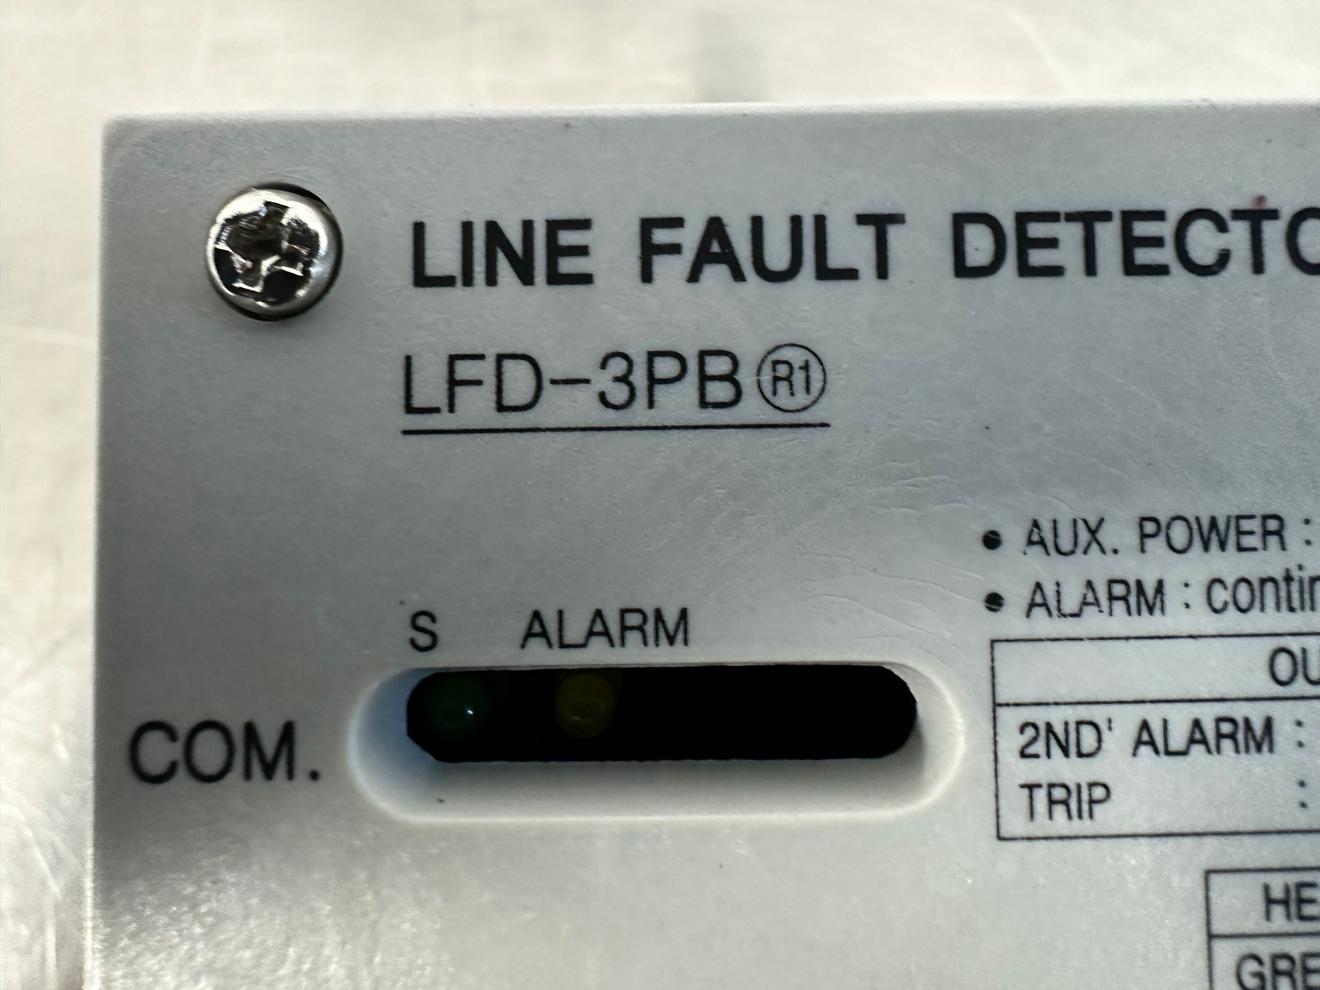 LINE FAULT DETECTO
LFD-3PB R1
• AUX. POWER :
• ALARM : contin
S ALARM
COM.
OU
2ND' ALARM :
TRIP :
HE
GRE